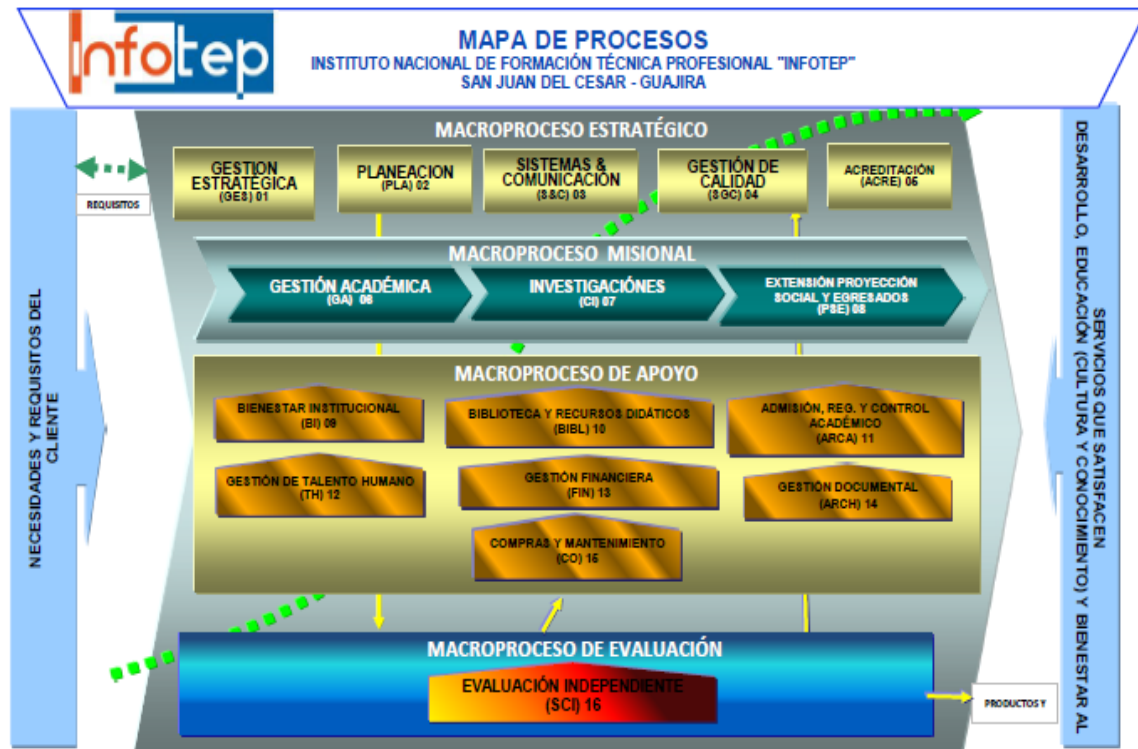 infotep
MAPA DE PROCESOS
INSTITUTO NACIONAL DE FORMACIÓN TÉCNICA PROFESIONAL "INFOTEP"
SAN JUAN DEL CESAR - GUAJIRA
NECESIDADES Y REQUISITOS DEL
CLIENTE
REQUISITOS
MACROPROCESO ESTRATÉGICO
GESTION
ESTRATÉGICA
(GES) 01
PLANEACION
(PLA) 02
SISTEMAS &
COMUNICACIÓN
(S&C) 03
GESTIÓN DE
CALIDAD
(SGC) 04
ACREDITACIÓN
(ACRE) 05
MACROPROCESO MISIONAL
GESTIÓN ACADÉMICA
(GA) 06
INVESTIGACIÓNES
(CI) 07
EXTENSIÓN PROYECCIÓN
SOCIAL Y EGRESADOS
(PSE) 08
MACROPROCESO DE APOYO
BIENESTAR INSTITUCIONAL
(BI) 09
BIBLIOTECA Y RECURSOS DIDÁTICOS
(BIBL) 10
ADMISIÓN, REG. Y CONTROL
ACADÉMICO
(ARCA) 11
GESTIÓN DE TALENTO HUMANO
(TH) 12
GESTIÓN FINANCIERA
(FIN) 13
GESTIÓN DOCUMENTAL
(ARCH) 14
COMPRAS Y MANTENIMIENTO
(CO) 15
MACROPROCESO DE EVALUACIÓN
EVALUACIÓN INDEPENDIENTE
(SCI) 16
PRODUCTOS Y
SERVICIOS QUE SATISFACEN
DESARROLLO, EDUCACIÓN (CULTURA Y CONOCIMIENTO) Y BIENESTAR AL